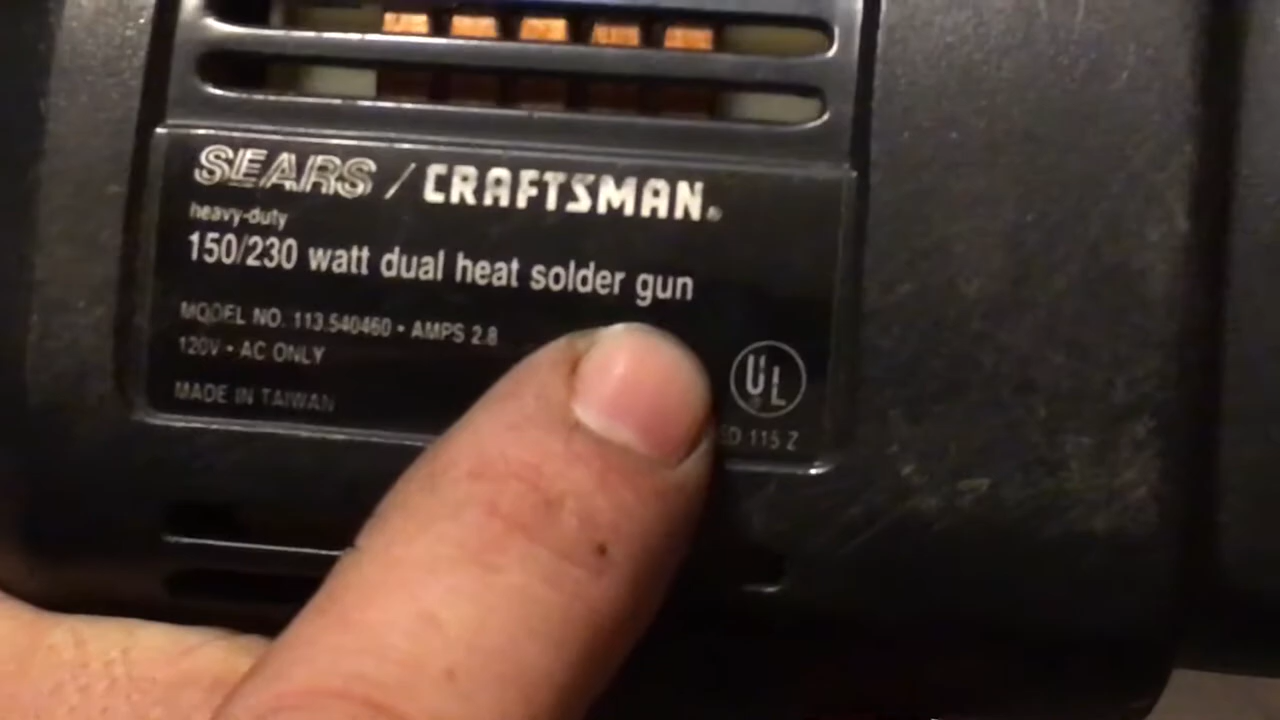 SEARS / CRAFTSMAN®
heavy-duty
150/230 watt dual heat solder gun
MODEL NO. 113.540460 • AMPS 2.8
120V • AC ONLY
MADE IN TAIWAN
UL
115 Z